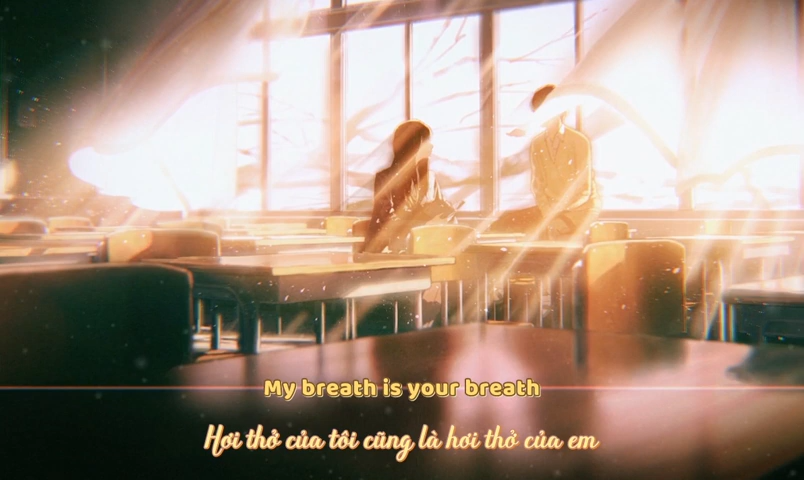 My breath is your breath
Hơi thở của tôi cũng là hơi thở của em